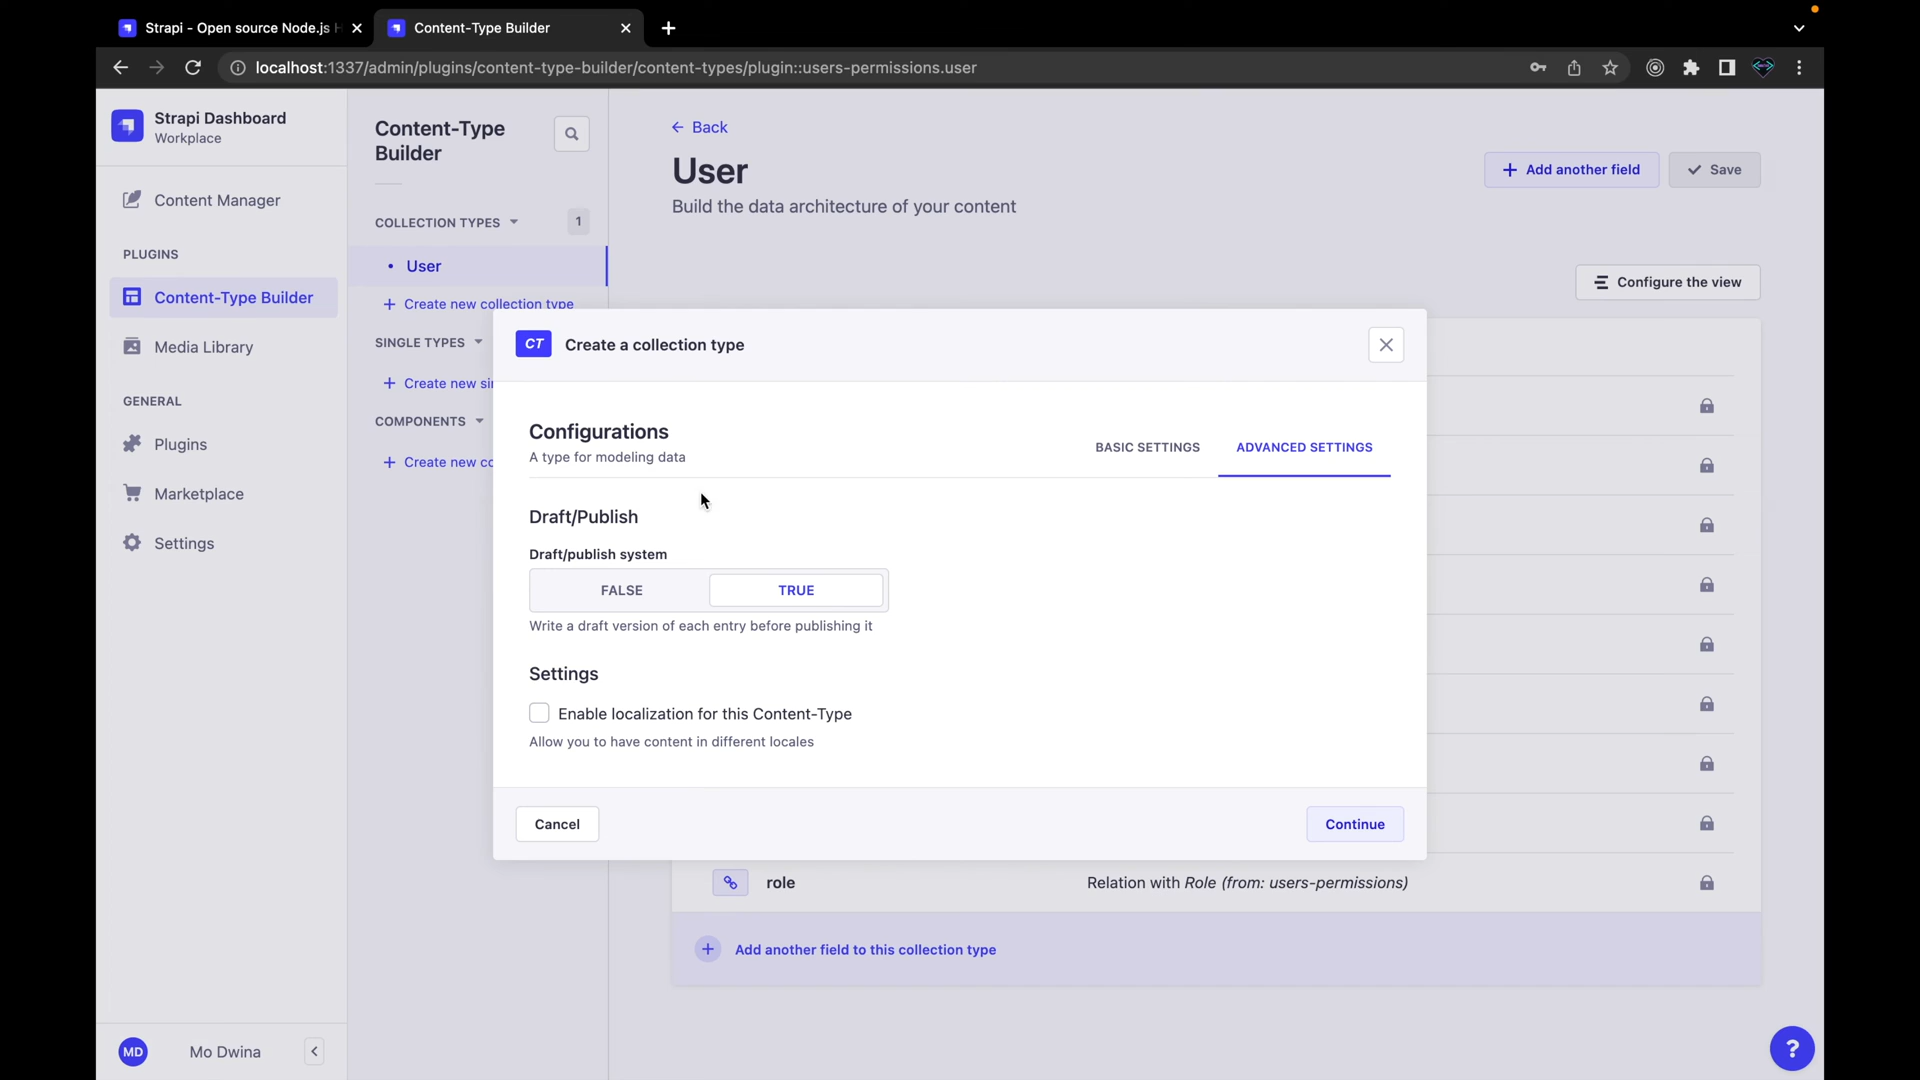 Strapi - Open source Node.js
Content-Type Builder
localhost:1337/admin/plugins/content-type-builder/content-types/plugin::users-permissions.user
Strapi Dashboard
Workplace
Content Manager
PLUGINS
Content-Type Builder
Media Library
GENERAL
Plugins
Marketplace
Settings
MD
Mo Dwina
Content-Type
Builder
COLLECTION TYPES
1
User
Create new collection type
SINGLE TYPES
Create new si
COMPONENTS
Create new co
Back
User
Build the data architecture of your content
Add another field
Save
Configure the view
CT
Create a collection type
Configurations
A type for modeling data
BASIC SETTINGS
ADVANCED SETTINGS
Draft/Publish
Draft/publish system
FALSE
TRUE
Write a draft version of each entry before publishing it
Settings
Enable localization for this Content-Type
Allow you to have content in different locales
Cancel
Continue
role
Relation with Role (from: users-permissions)
Add another field to this collection type
?